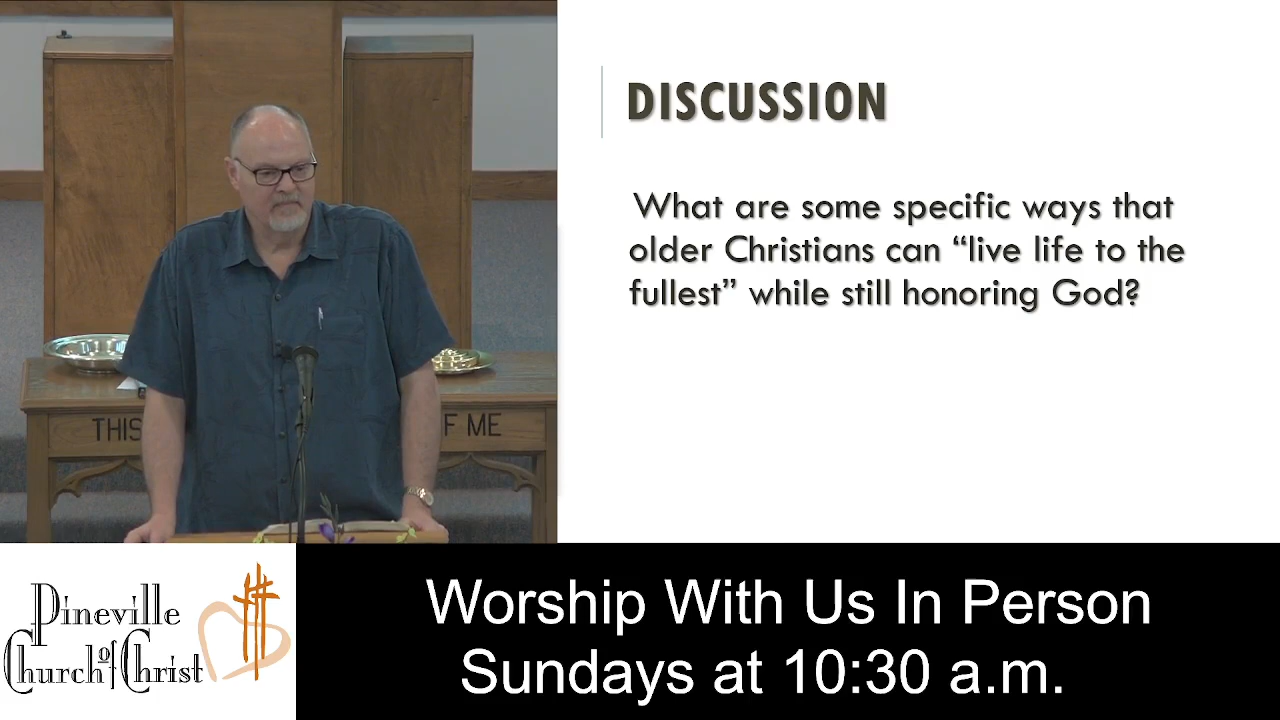 DISCUSSION
What are some specific ways that
older Christians can “live life to the
fullest” while still honoring God?
THIS
F ME
Pineville
Church of Christ
Worship With Us In Person
Sundays at 10:30 a.m.